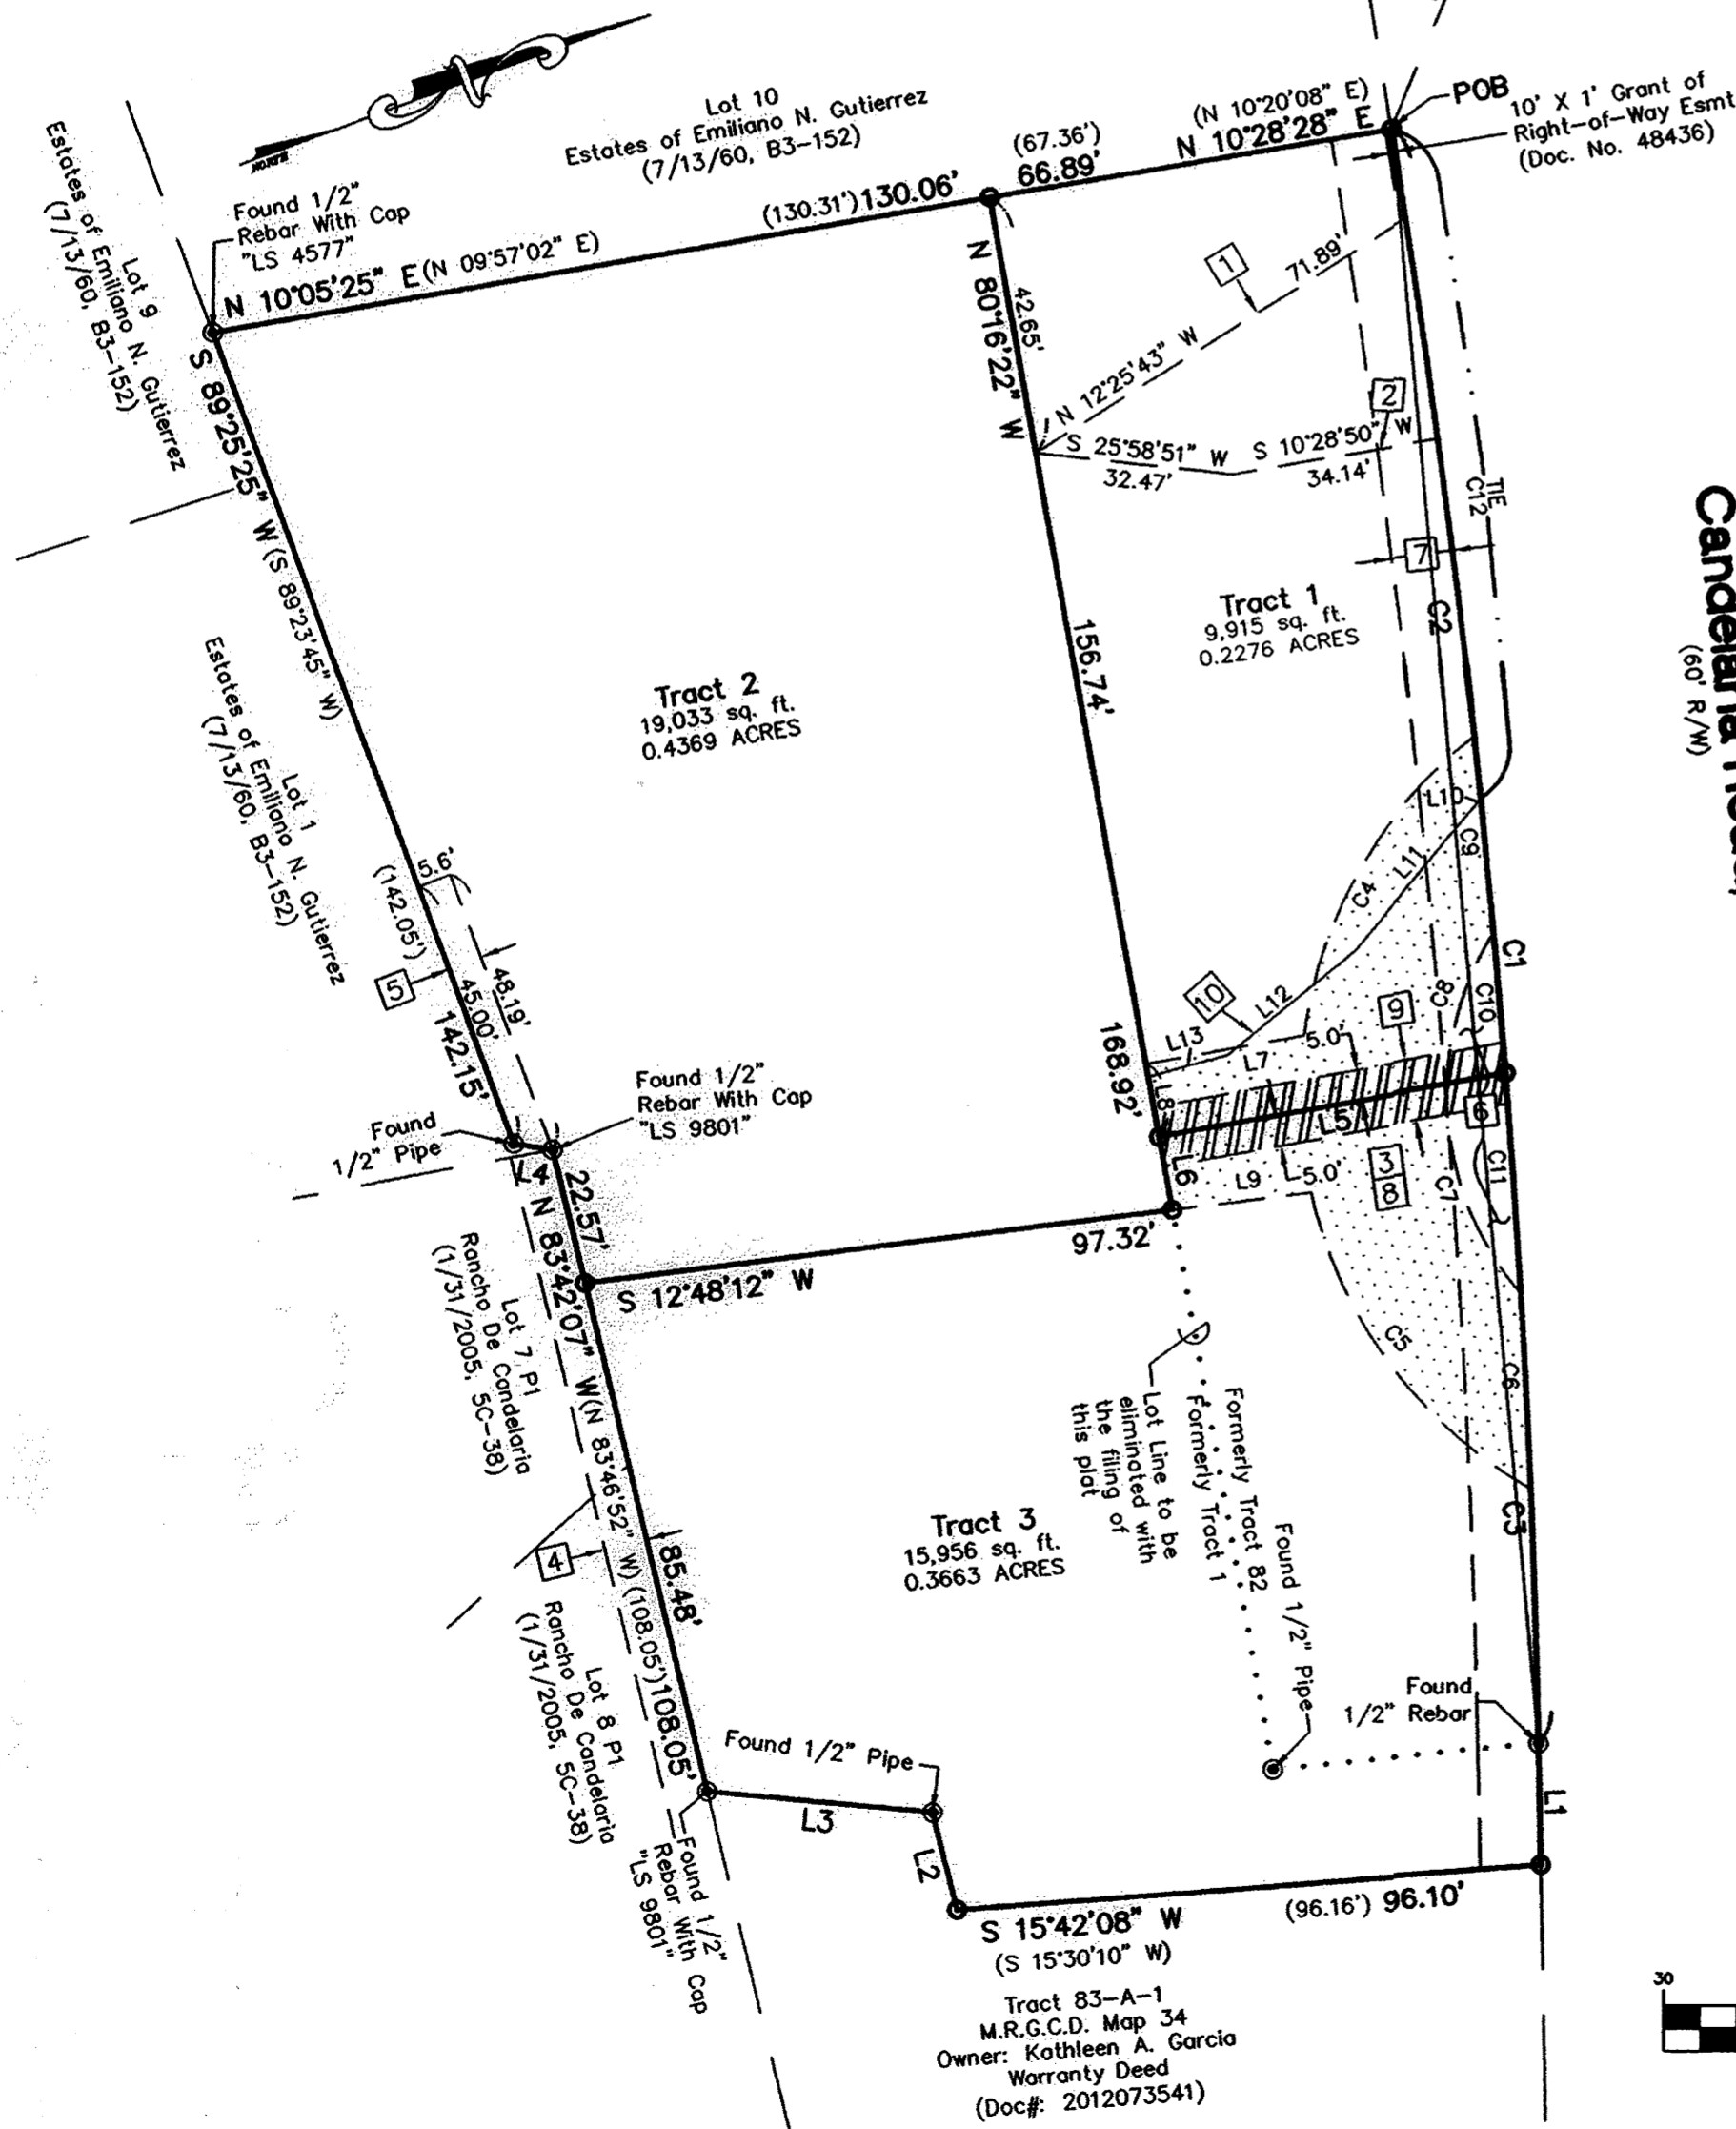 NORTH
Lot 10
Estates of Emiliano N. Gutierrez
(7/13/60, B3-152)
(N 10°20'08" E)
N 10°28'28" E
(67.36')
66.89'
POB
10' X 1' Grant of
Right-of-Way Esmt
(Doc. No. 48436)
Lot 9
Estates of Emiliano N. Gutierrez
(7/13/60, B3-152)
Found 1/2"
Rebar With Cap
"LS 4577"
(130.31')130.06'
N 10°05'25" E(N 09°57'02" E)
S 89°25'25" W(S 89°23'45" W)
N 80°16'22" W
42.65'
1
71.89'
N 12°25'43" W
2
S 25°58'51" W
32.47'
S 10°28'50" W
34.14'
TIE
C12
7
C2
Candelaria
(60' R/W)
Tract 1
9,915 sq. ft.
0.2276 ACRES
156.74'
Tract 2
19,033 sq. ft.
0.4369 ACRES
Lot 1
Estates of Emiliano N. Gutierrez
(7/13/60, B3-152)
5.6'
(142.05')
5
48.19'
45.00'
142.15'
L10
C9
C4
L11
C1
C8
C10
10
L12
9
168.92'
L13
L7
5.0'
L8
L5
6
L6
L9
5.0'
3
8
C7
C11
Found
1/2" Pipe
Found 1/2"
Rebar With Cap
"LS 9801"
L4
22.57'
N 83°42'07" W(N 83°46'52" W)
97.32'
S 12°48'12" W
C5
C6
C3
Lot 7 P1
Rancho De Candelaria
(1/31/2005, 5C-38)
Lot Line to be
eliminated with
the filing of
this plat
Formerly Tract 82
Formerly Tract 1
Found 1/2" Pipe
Tract 3
15,956 sq. ft.
0.3663 ACRES
4
85.48'
(108.05')108.05'
Lot 8 P1
Rancho De Candelaria
(1/31/2005, 5C-38)
Found 1/2" Pipe
Found
1/2" Rebar
L1
L3
L2
Found 1/2"
Rebar With Cap
"LS 9801"
(96.16') 96.10'
S 15°42'08" W
(S 15°30'10" W)
Tract 83-A-1
M.R.G.C.D. Map 34
Owner: Kathleen A. Garcia
Warranty Deed
(Doc#: 2012073541)
30